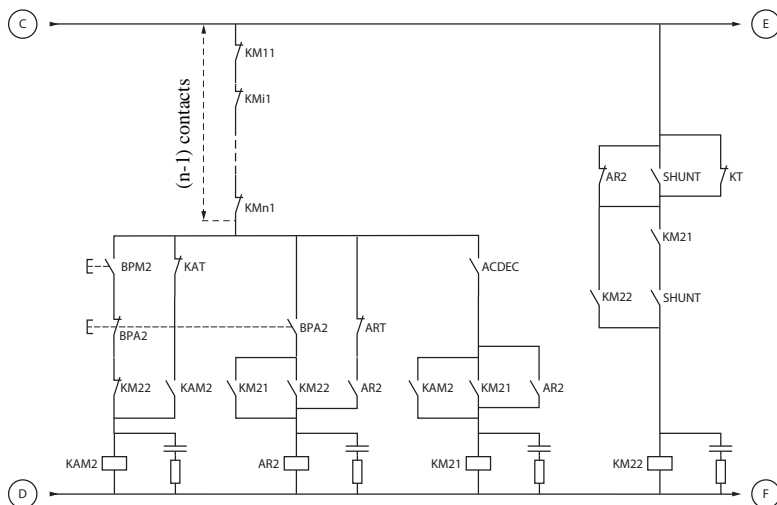 C
E
KM11
(n-1) contacts
KMi1
AR2
SHUNT
KT
KMn1
KM21
BPM2
KAT
ACDEC
KM22
SHUNT
BPA2
BPA2
ART
KM22
KAM2
KM21
KM22
AR2
KAM2
KM21
AR2
KAM2
AR2
KM21
KM22
D
F